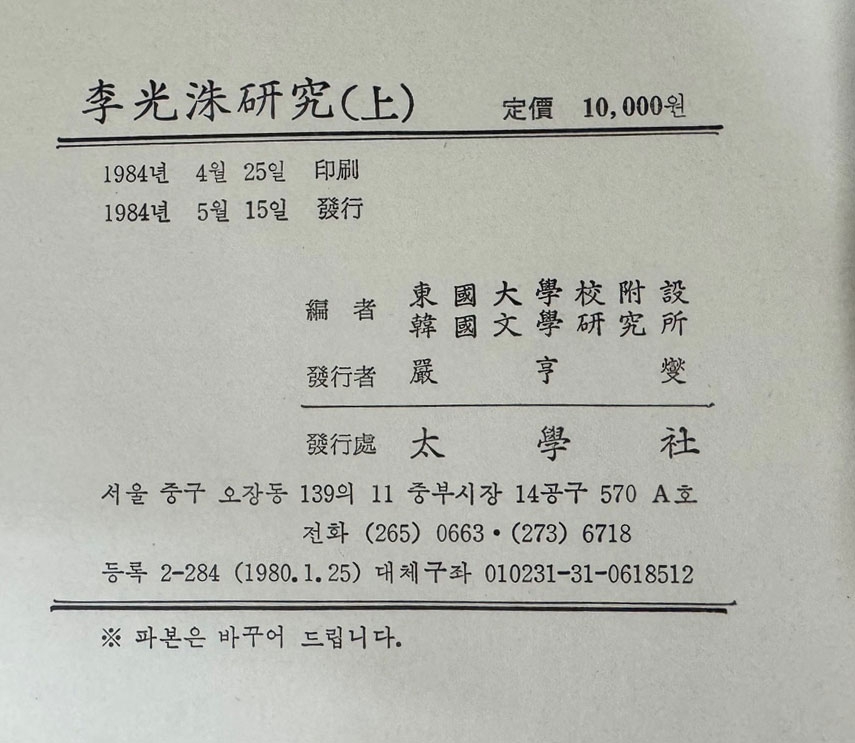 李光洙硏究(上) 定價 10,000원
1984년 4월 25일 印刷
1984년 5월 15일 發行
編者 東國大學校附設
韓國文學硏究所
發行者 嚴亨燮
發行處 太學社
서울 중구 오장동 139의 11 중부시장 14공구 570 A호
전화 (265) 0663·(273) 6718
등록 2-284 (1980.1.25) 대체구좌 010231-31-0618512
※ 파본은 바꾸어 드립니다.